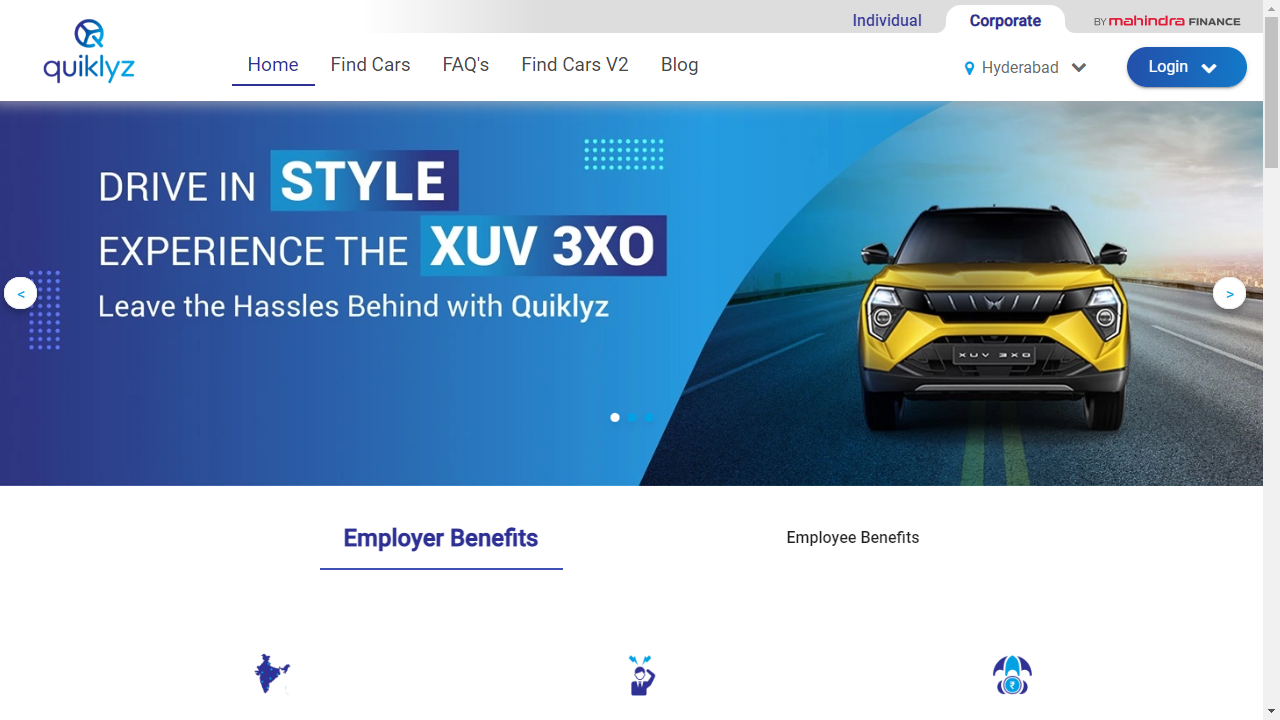 Individual
Corporate
BY mahindra FINANCE
quiklyz
Home
Find Cars
FAQ's
Find Cars V2
Blog
Hyderabad
Login
DRIVE IN STYLE
EXPERIENCE THE XUV 3XO
Leave the Hassles Behind with Quiklyz
XUV 3XO
<
>
Employer Benefits
Employee Benefits
₹